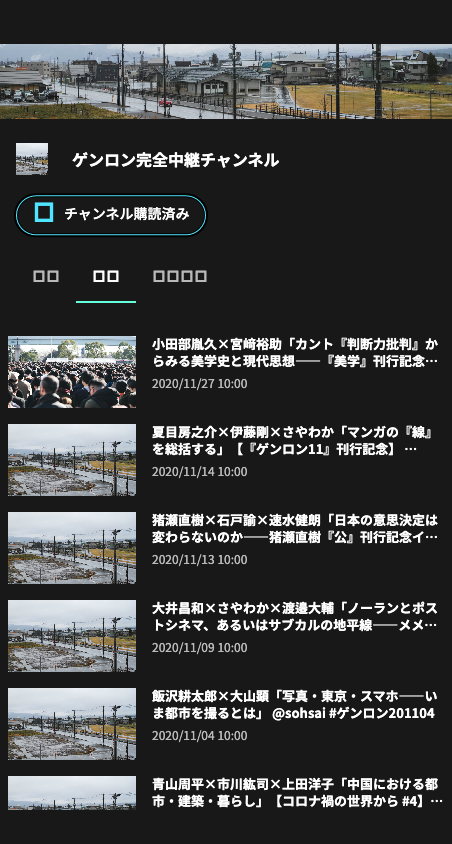 ゲンロン完全中継チャンネル
チャンネル購読済み
小田部胤久×宮﨑裕助「カント『判断力批判』か
らみる美学史と現代思想——『美学』刊行記念…
2020/11/27 10:00
夏目房之介×伊藤剛×さやわか「マンガの『線』
を総括する」【『ゲンロン11』刊行記念】 …
2020/11/14 10:00
猪瀬直樹×石戸諭×速水健朗「日本の意思決定は
変わらないのか——猪瀬直樹『公』刊行記念イ…
2020/11/13 10:00
大井昌和×さやわか×渡邉大輔「ノーランとポス
トシネマ、あるいはサブカルの地平線——メメ…
2020/11/09 10:00
飯沢耕太郎×大山顕「写真・東京・スマホ——い
ま都市を撮るとは」 @sohsai #ゲンロン201104
2020/11/04 10:00
青山周平×市川紘司×上田洋子「中国における都
市・建築・暮らし」【コロナ禍の世界から #4】…